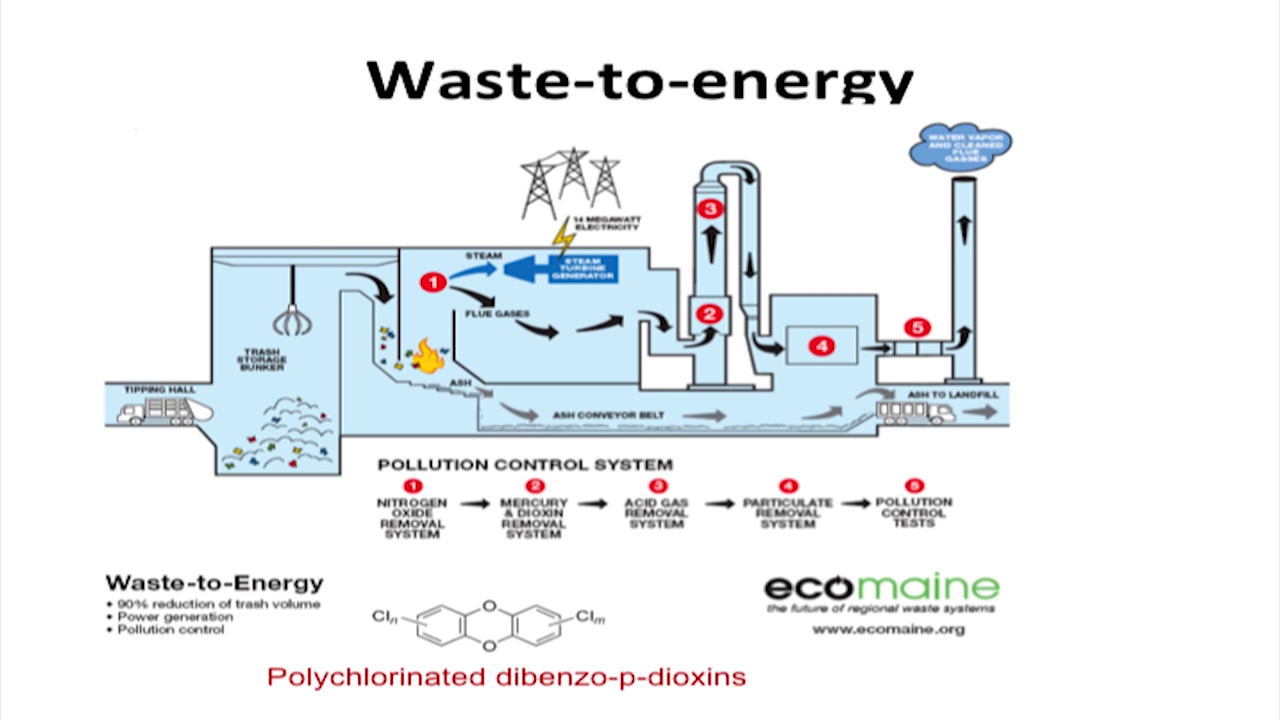 Waste-to-energy
WATER VAPOR
AND CLEANED
FLUE
GASSES
14 MEGAWATT
ELECTRICITY
3
STEAM
STEAM
TURBINE
GENERATOR
1
FLUE GASES
2
5
4
TRASH
STORAGE
BUNKER
ASH
TIPPING HALL
ASH TO LANDFILL
ASH CONVEYOR BELT
POLLUTION CONTROL SYSTEM
1
NITROGEN
OXIDE
REMOVAL
SYSTEM
2
MERCURY
& DIOXIN
REMOVAL
SYSTEM
3
ACID GAS
REMOVAL
SYSTEM
4
PARTICULATE
REMOVAL
SYSTEM
5
POLLUTION
CONTROL
TESTS
Waste-to-Energy
• 90% reduction of trash volume
• Power generation
• Pollution control
Cln
O
O
Clm
ecomaine
the future of regional waste systems
www.ecomaine.org
Polychlorinated dibenzo-p-dioxins